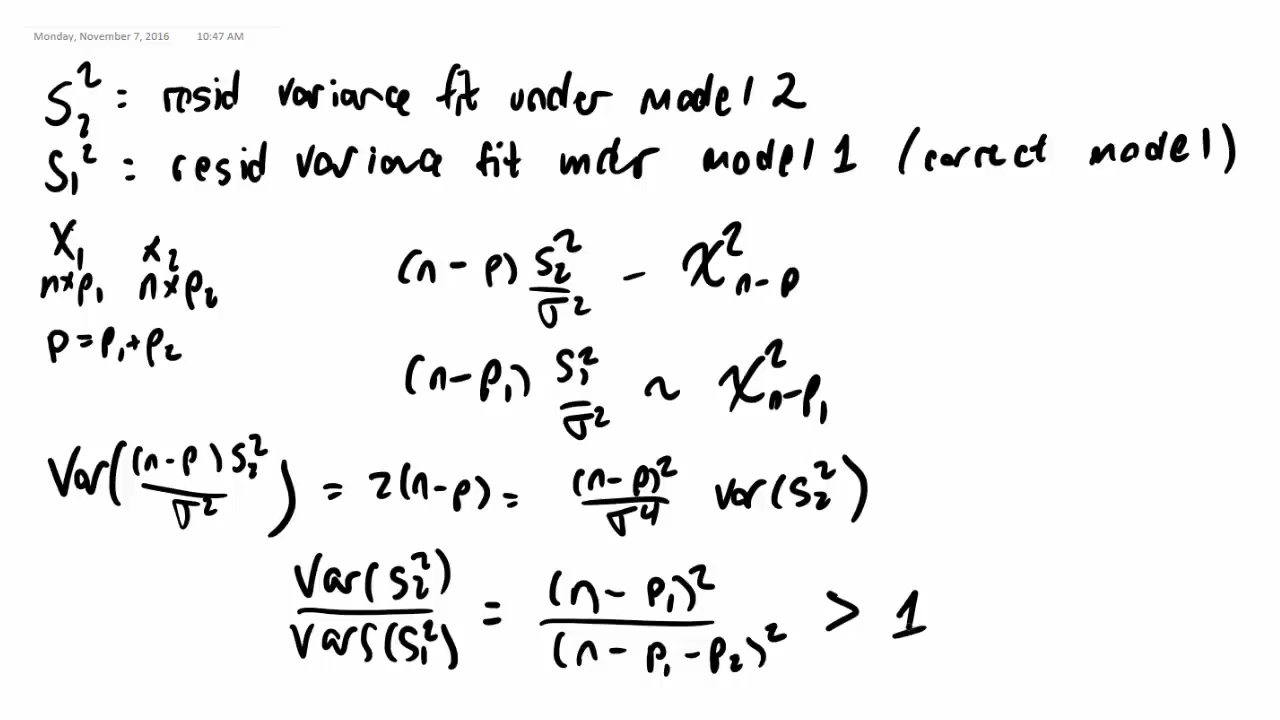 Monday, November 7, 2016 10:47 AM
S₂² = resid variance fit under model 2
S₁² = resid variance fit under model 1 (correct model)
X₁ X₂
n×p₁ n×p₂
p = p₁+p₂
(n-p) S₂²/σ² - χ²ₙ₋ₚ
(n-p₁) S₁²/σ² ~ χ²_{n-p₁}
Var((n-p)S₂²/σ²) = 2(n-p) = (n-p)²/σ⁴ var(S₂²)
Var(S₂²)/Var(S₁²) = (n-p₁)²/(n-p₁-p₂)² > 1